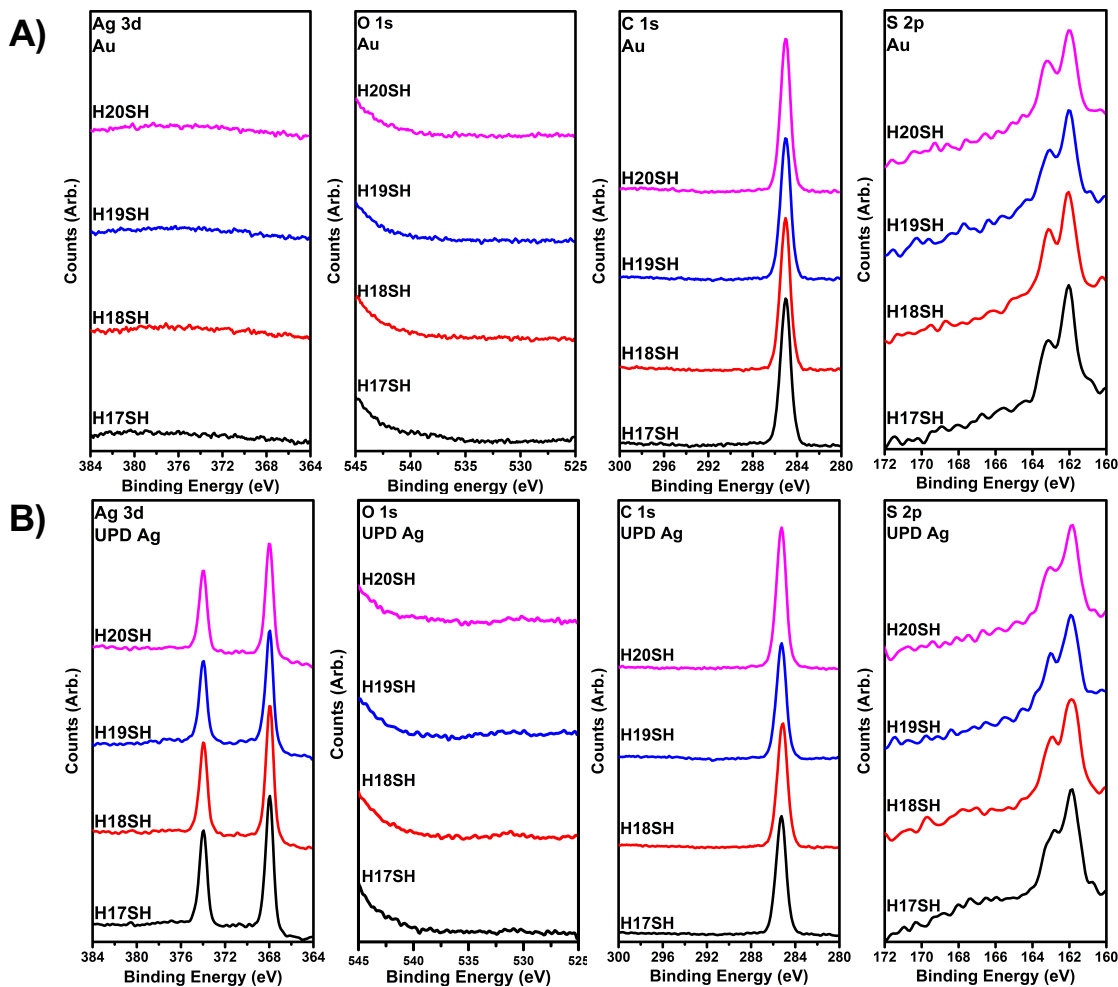 A)
Ag 3d
Au
H20SH
H19SH
H18SH
H17SH
Counts (Arb.)
384 380 376 372 368 364
Binding Energy (eV)
O 1s
Au
H20SH
H19SH
H18SH
H17SH
Counts (Arb.)
545 540 535 530 525
Binding energy (eV)
C 1s
Au
H20SH
H19SH
H18SH
H17SH
Counts (Arb.)
300 296 292 288 284 280
Binding Energy (eV)
S 2p
Au
H20SH
H19SH
H18SH
H17SH
Counts (Arb.)
172 170 168 166 164 162 160
Binding Energy (eV)
B)
Ag 3d
UPD Ag
H20SH
H19SH
H18SH
H17SH
Counts (Arb.)
384 380 376 372 368 364
Binding Energy (eV)
O 1s
UPD Ag
H20SH
H19SH
H18SH
H17SH
Counts (Arb.)
545 540 535 530 525
Binding Energy (eV)
C 1s
UPD Ag
H20SH
H19SH
H18SH
H17SH
Counts (Arb.)
300 296 292 288 284 280
Binding Energy (eV)
S 2p
UPD Ag
H20SH
H19SH
H18SH
H17SH
Counts (Arb.)
172 170 168 166 164 162 160
Binding Energy (eV)